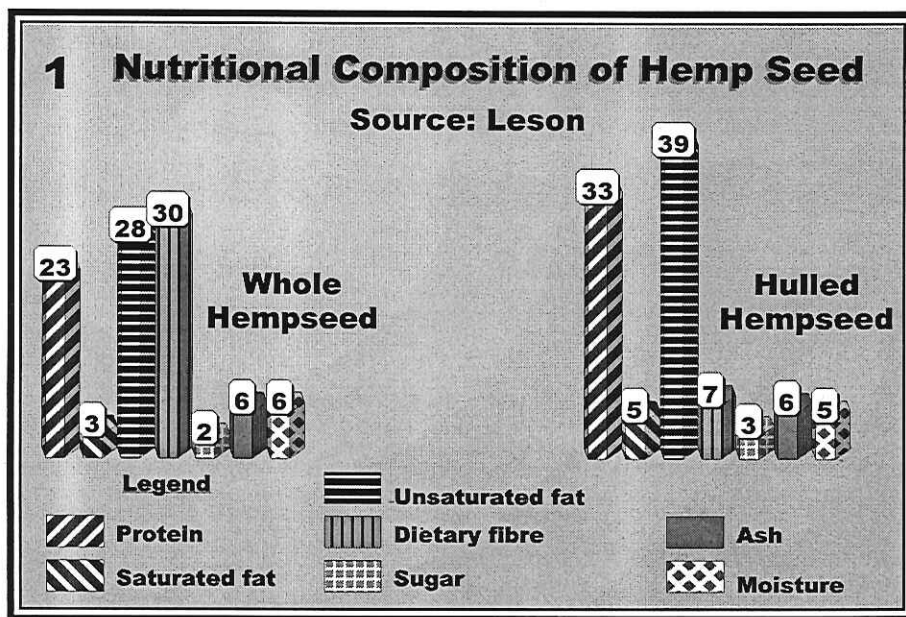 1 Nutritional Composition of Hemp Seed
Source: Leson
23
3
28
30
2
6
6
Whole
Hempseed
33
5
39
7
3
6
5
Hulled
Hempseed
Legend
Protein
Saturated fat
Unsaturated fat
Dietary fibre
Sugar
Ash
Moisture